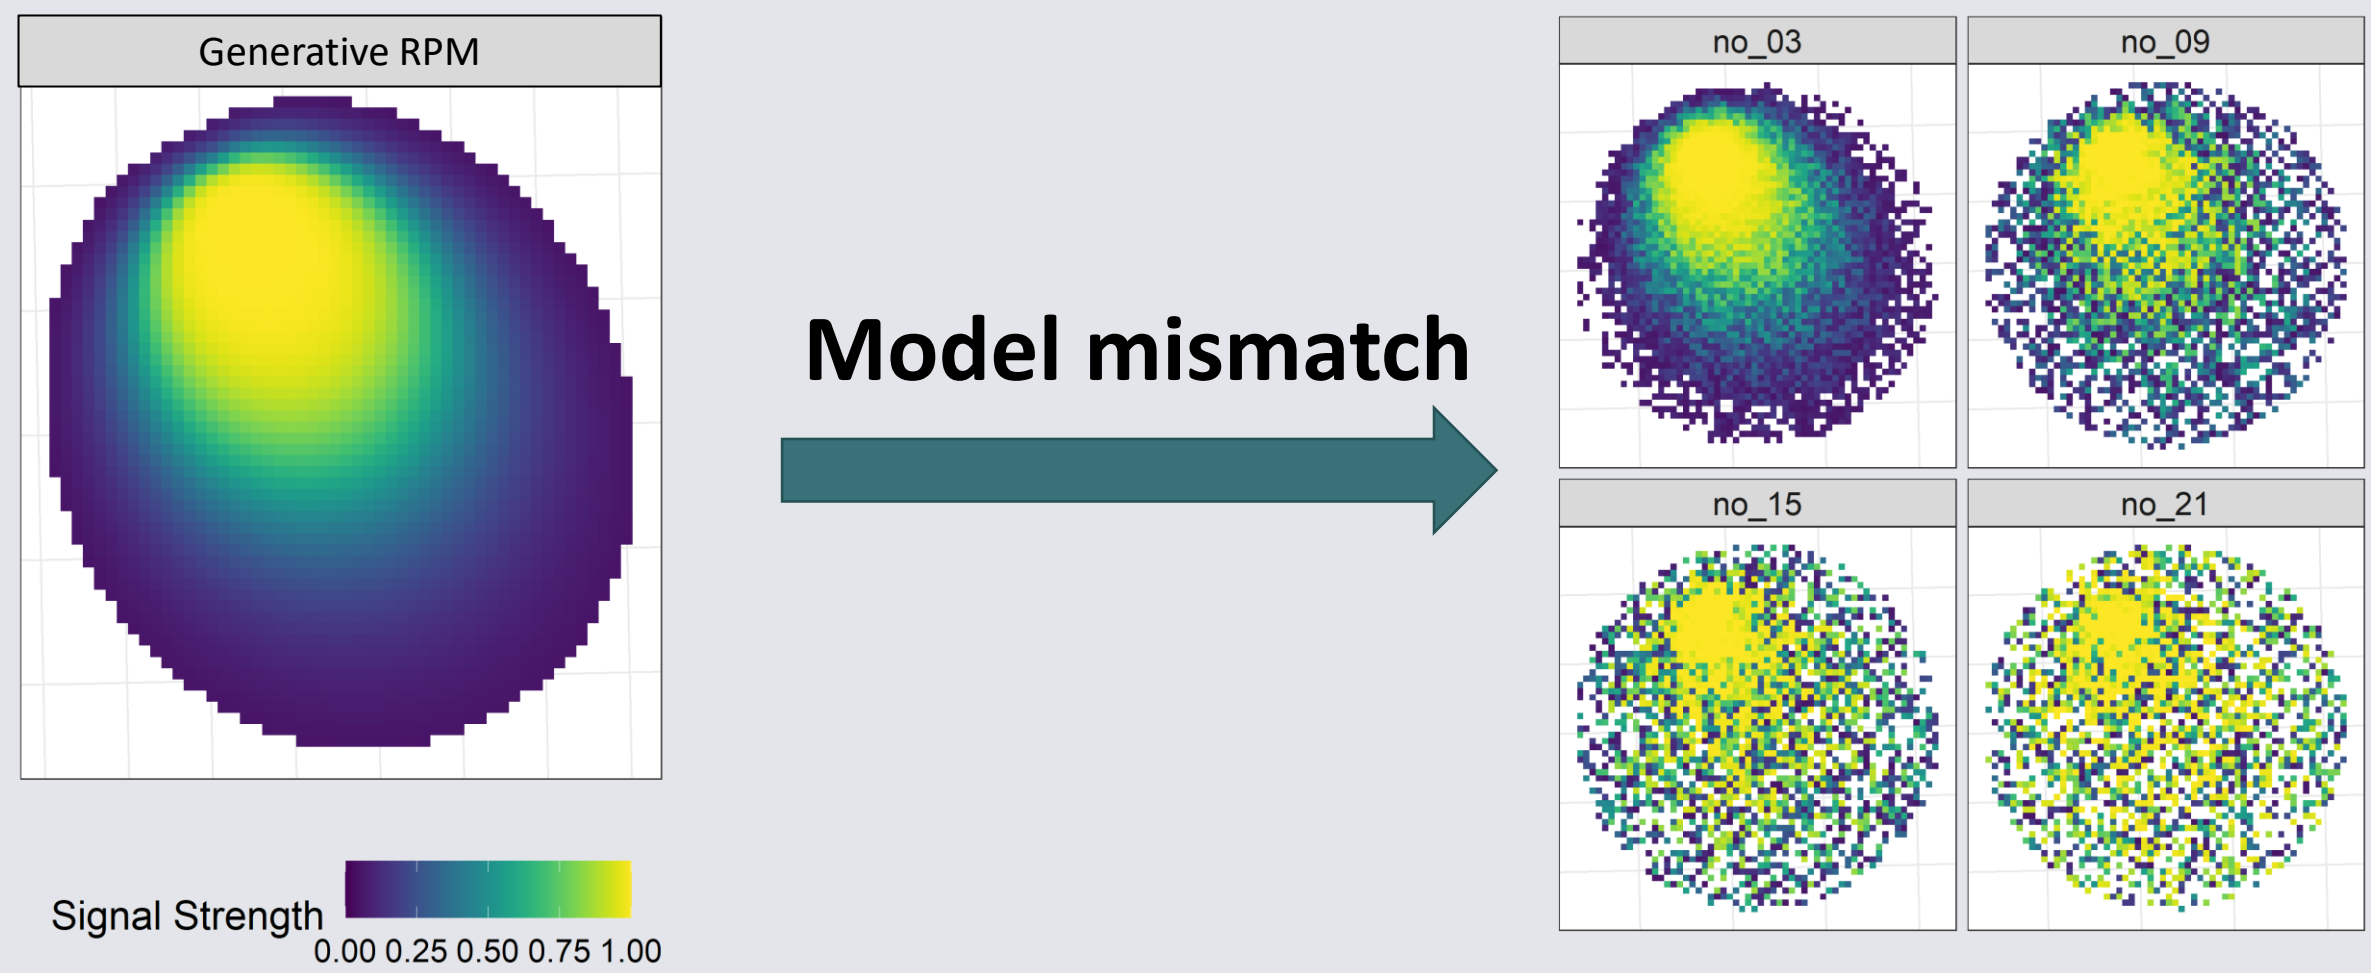 Generative RPM
Model mismatch
no_03
no_09
no_15
no_21
Signal Strength
0.00 0.25 0.50 0.75 1.00